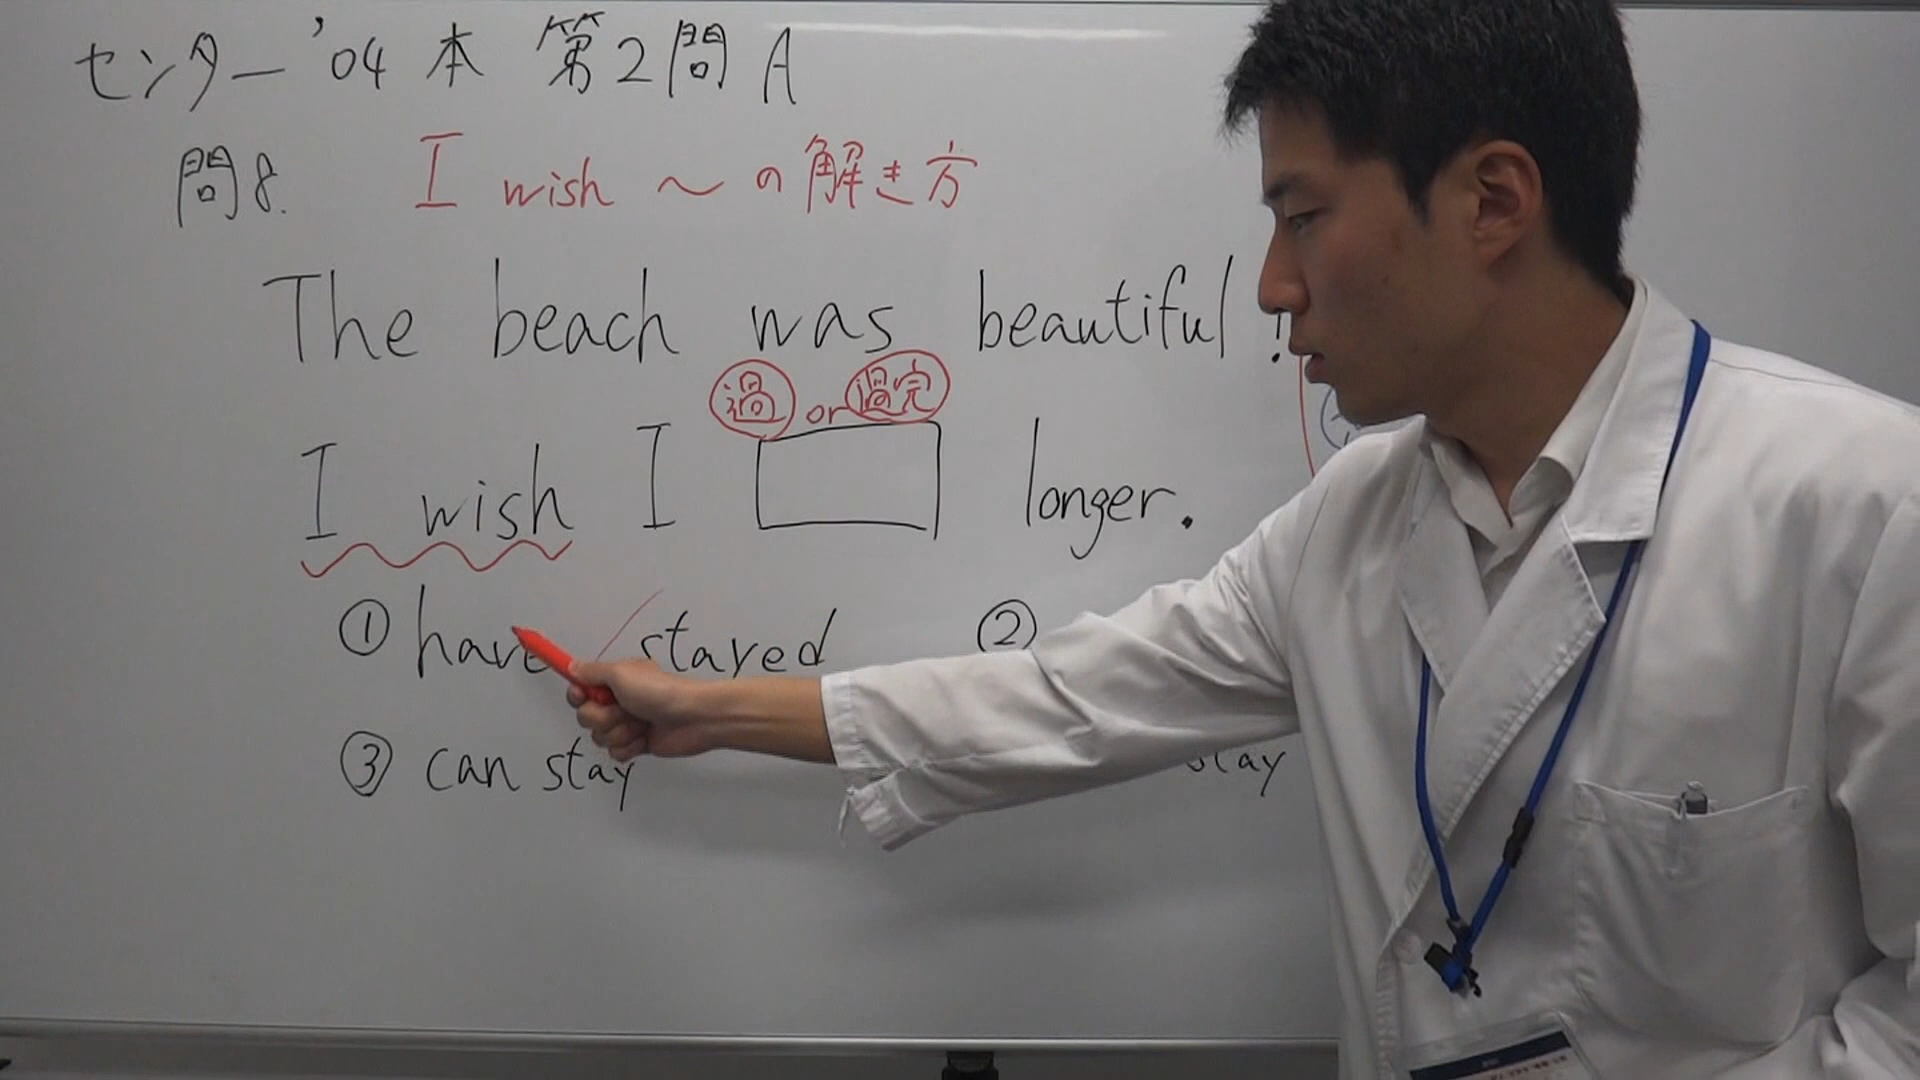 センター '04 本 第2問 A
問8. I wish ～の解き方
The beach was beautiful!
過 or 過完
I wish I longer.
① have stayed ②
③ can stay stay